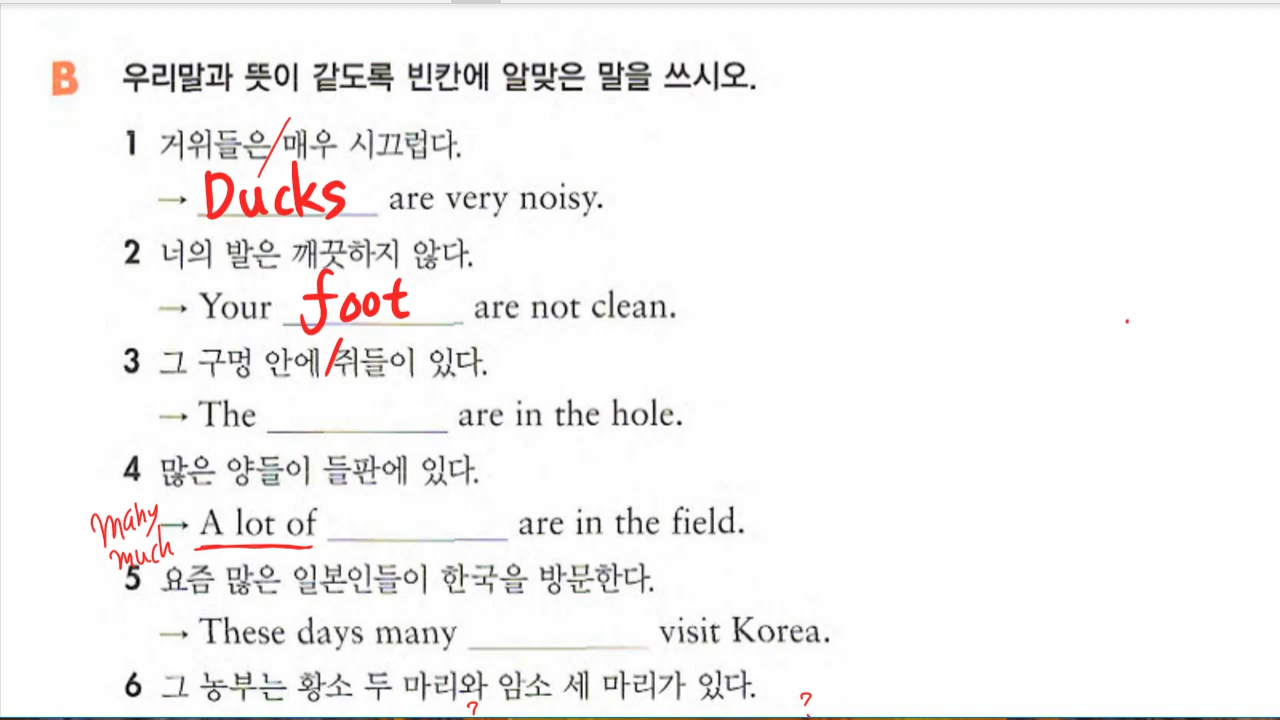 B 우리말과 뜻이 같도록 빈칸에 알맞은 말을 쓰시오.
1 거위들은/매우 시끄럽다.
→ Ducks are very noisy.
2 너의 발은 깨끗하지 않다.
→ Your foot are not clean.
3 그 구멍 안에/쥐들이 있다.
→ The ________ are in the hole.
4 많은 양들이 들판에 있다.
many → A lot of ________ are in the field.
much
5 요즘 많은 일본인들이 한국을 방문한다.
→ These days many ________ visit Korea.
6 그 농부는 황소 두 마리와 암소 세 마리가 있다.
? ?